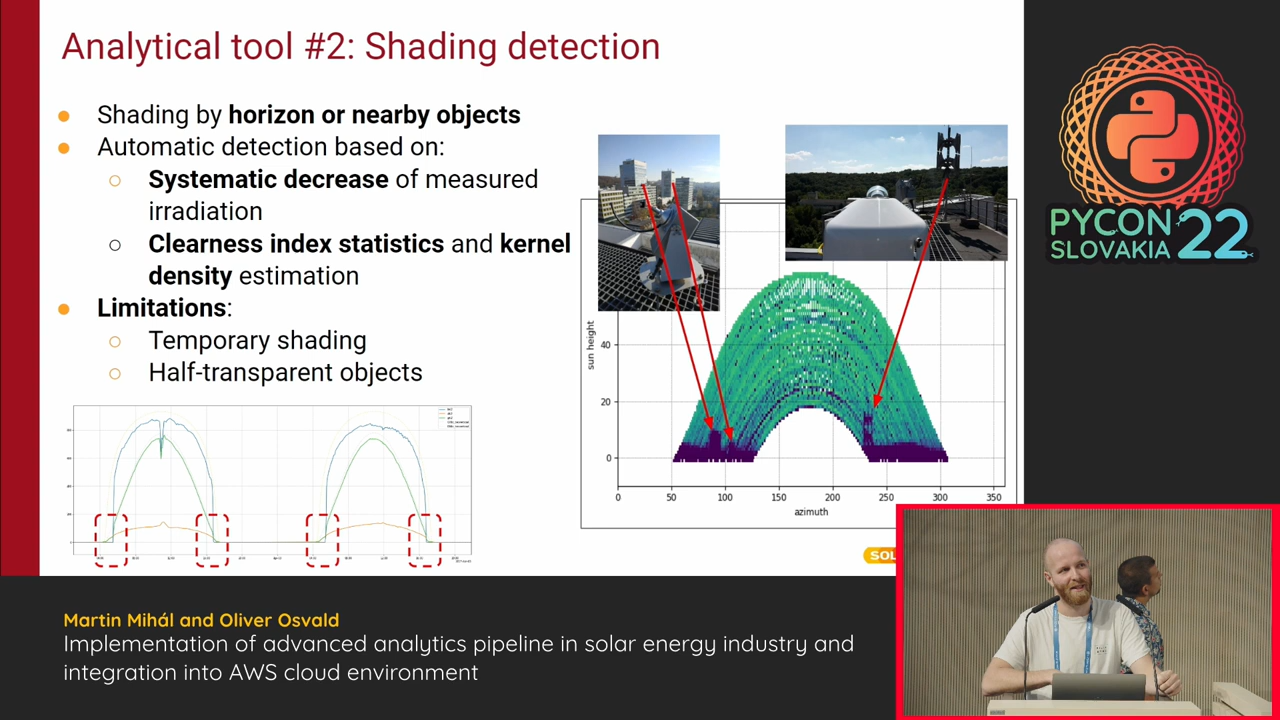 Analytical tool #2: Shading detection
Shading by horizon or nearby objects
Automatic detection based on:
Systematic decrease of measured
irradiation
Clearness index statistics and kernel
density estimation
Limitations:
Temporary shading
Half-transparent objects
sun height
40
20
0
0
50
100
150
200
250
300
350
azimuth
SOL
PYCON
SLOVAKIA
22
Martin Mihál and Oliver Osvald
Implementation of advanced analytics pipeline in solar energy industry and
integration into AWS cloud environment